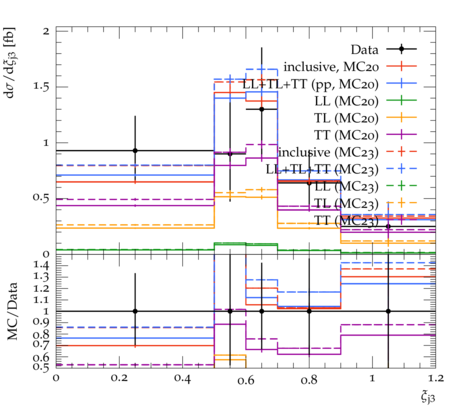 dσ/dξj3 [fb]
2
1.5
1
0.5
0
Data
inclusive, MC20
LL+TL+TT (pp, MC20)
LL (MC20)
TL (MC20)
TT (MC20)
inclusive (MC23)
LL+TL+TT (MC23)
LL (MC23)
TL (MC23)
TT (MC23)
MC/Data
1.4
1.3
1.2
1.1
1
0.9
0.8
0.7
0.6
0.5
0 0.2 0.4 0.6 0.8 1 1.2
ξj3